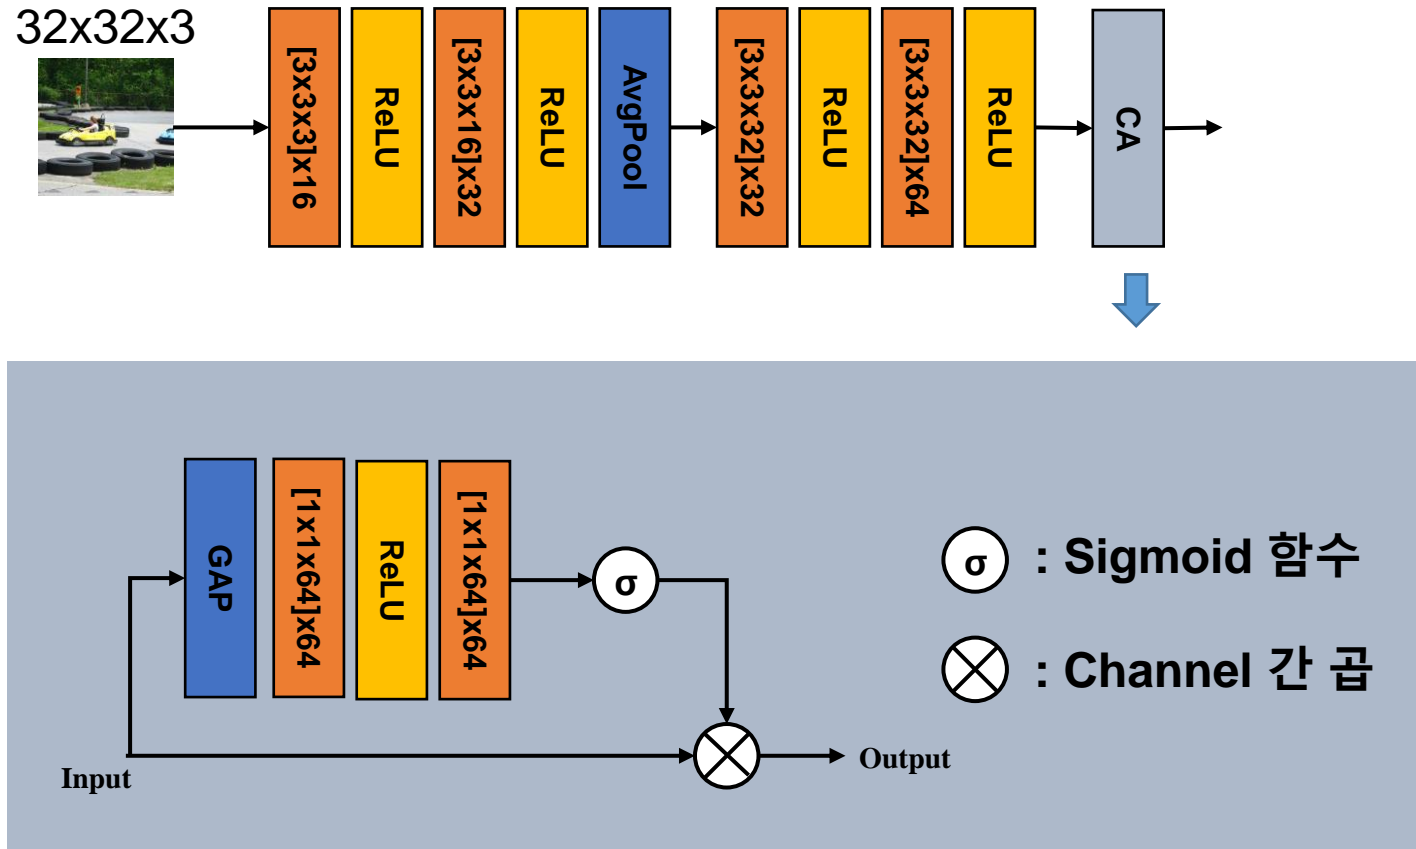 32x32x3
[3x3x3]x16
ReLU
[3x3x16]x32
ReLU
AvgPool
[3x3x32]x32
ReLU
[3x3x32]x64
ReLU
CA
GAP
[1x1x64]x64
ReLU
[1x1x64]x64
σ
σ : Sigmoid 함수
: Channel 간 곱
Input
Output